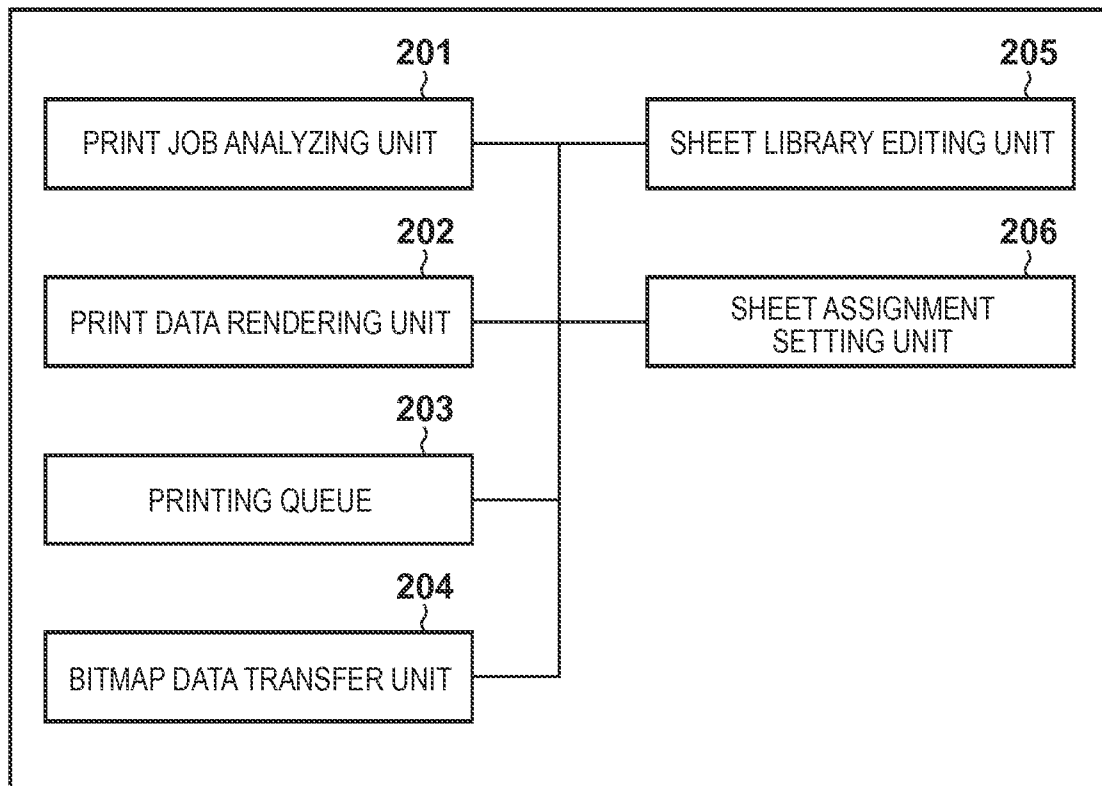 201
PRINT JOB ANALYZING UNIT
202
PRINT DATA RENDERING UNIT
203
PRINTING QUEUE
204
BITMAP DATA TRANSFER UNIT
205
SHEET LIBRARY EDITING UNIT
206
SHEET ASSIGNMENT
SETTING UNIT